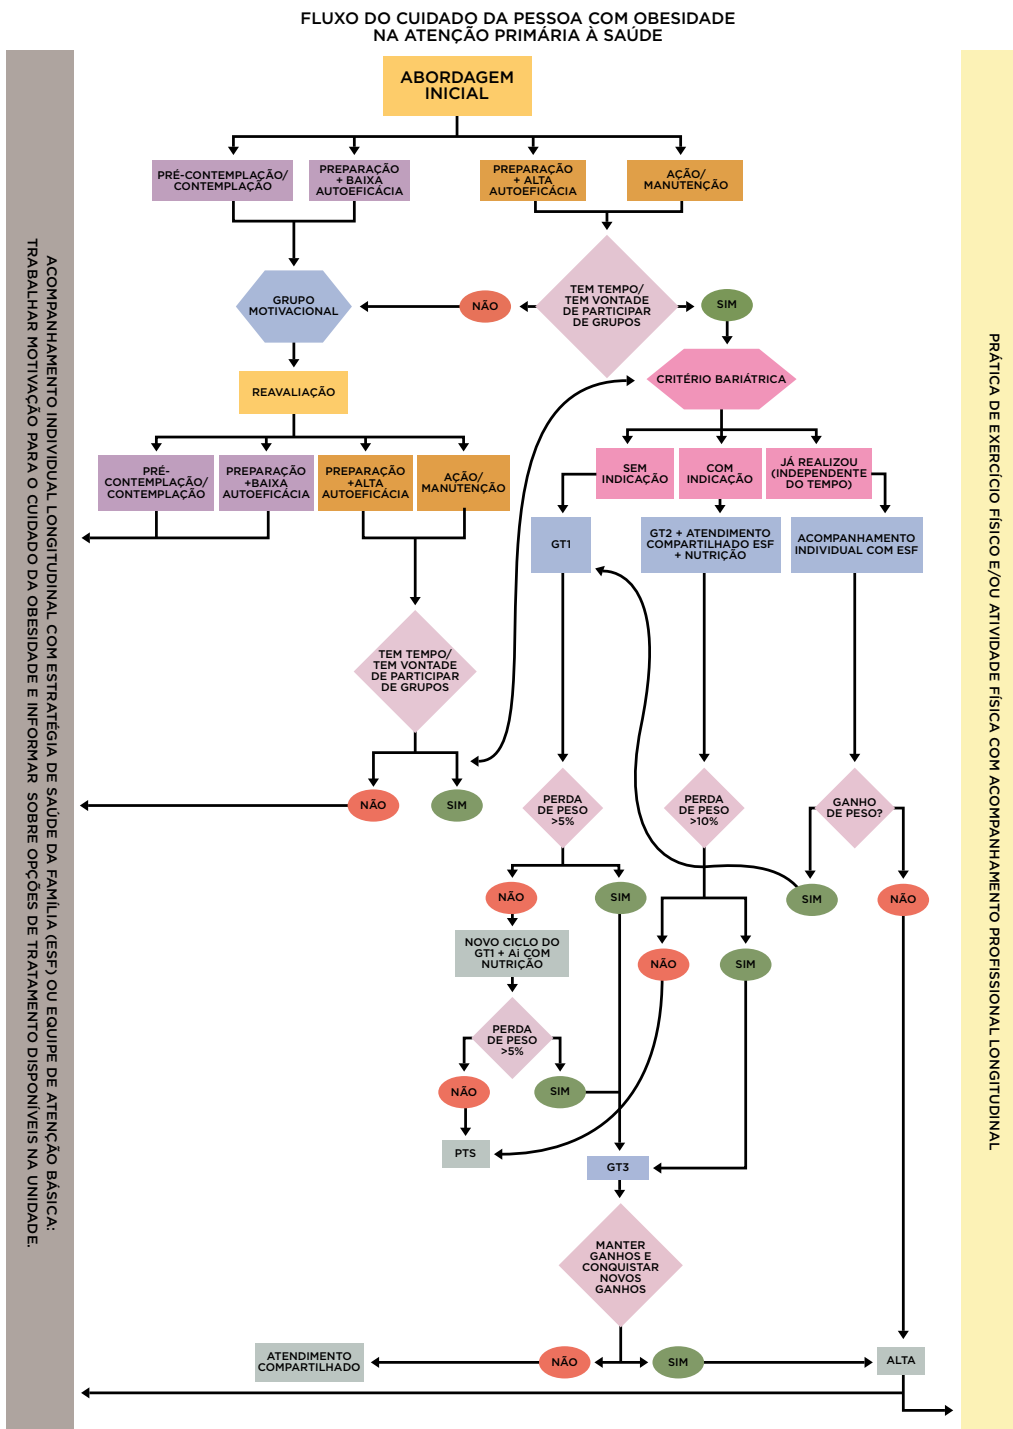 FLUXO DO CUIDADO DA PESSOA COM OBESIDADE
NA ATENÇÃO PRIMÁRIA À SAÚDE
ABORDAGEM
INICIAL
PRÉ-CONTEMPLAÇÃO/
CONTEMPLAÇÃO
PREPARAÇÃO
+ BAIXA
AUTOEFICÁCIA
PREPARAÇÃO
+ ALTA
AUTOEFICÁCIA
AÇÃO/
MANUTENÇÃO
GRUPO
MOTIVACIONAL
NÃO
TEM TEMPO/
TEM VONTADE
DE PARTICIPAR
DE GRUPOS
SIM
REAVALIAÇÃO
CRITÉRIO BARIÁTRICA
PRÉ-
CONTEMPLAÇÃO/
CONTEMPLAÇÃO
PREPARAÇÃO
+BAIXA
AUTOEFICÁCIA
PREPARAÇÃO
+ALTA
AUTOEFICÁCIA
AÇÃO/
MANUTENÇÃO
SEM
INDICAÇÃO
COM
INDICAÇÃO
JÁ REALIZOU
(INDEPENDENTE
DO TEMPO)
GT1
GT2 + ATENDIMENTO
COMPARTILHADO ESF
+ NUTRIÇÃO
ACOMPANHAMENTO
INDIVIDUAL COM ESF
TEM TEMPO/
TEM VONTADE
DE PARTICIPAR
DE GRUPOS
NÃO
SIM
PERDA
DE PESO
>5%
PERDA
DE PESO
>10%
GANHO
DE PESO?
NÃO
SIM
SIM
NÃO
NOVO CICLO DO
GT1 + Ai COM
NUTRIÇÃO
NÃO
SIM
PERDA
DE PESO
>5%
NÃO
SIM
PTS
GT3
MANTER
GANHOS E
CONQUISTAR
NOVOS
GANHOS
ATENDIMENTO
COMPARTILHADO
NÃO
SIM
ALTA
ACOMPANHAMENTO INDIVIDUAL LONGITUDINAL COM ESTRATÉGIA DE SAÚDE DA FAMÍLIA (ESF) OU EQUIPE DE ATENÇÃO BÁSICA:
TRABALHAR MOTIVAÇÃO PARA O CUIDADO DA OBESIDADE E INFORMAR SOBRE OPÇÕES DE TRATAMENTO DISPONÍVEIS NA UNIDADE.
PRÁTICA DE EXERCÍCIO FÍSICO E/OU ATIVIDADE FÍSICA COM ACOMPANHAMENTO PROFISSIONAL LONGITUDINAL